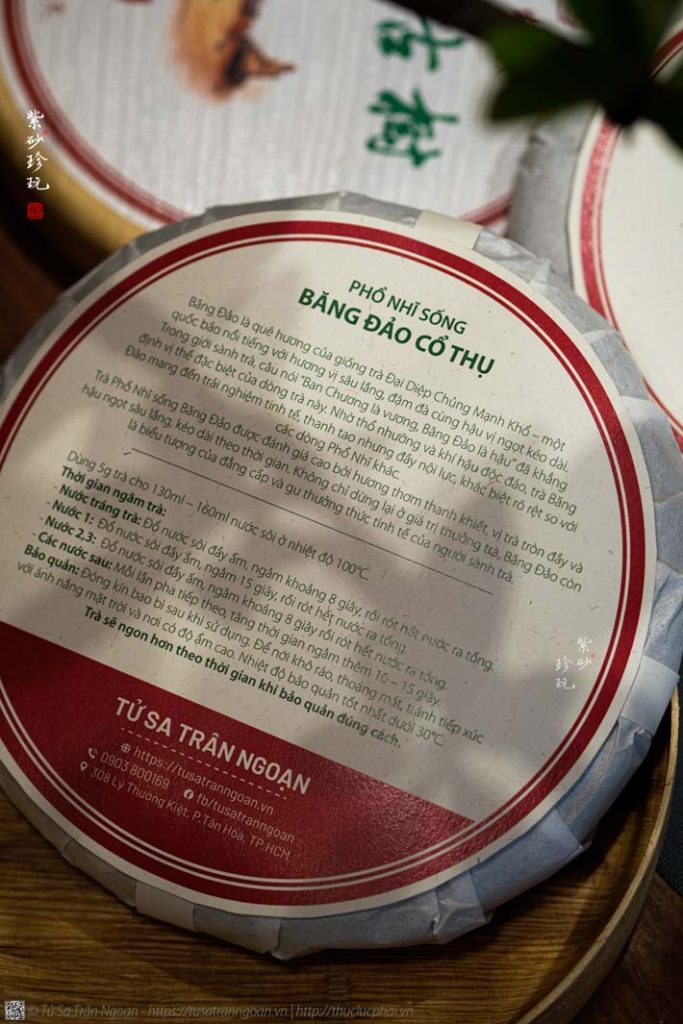 紫砂珍玩
古樹
PHỔ NHĨ SỐNG
BĂNG ĐẢO CỔ THỤ
Băng Đảo là quê hương của giống trà Đại Diệp Chủng Mạnh Khố – một
quốc bảo nổi tiếng với hương vị sâu lắng, đậm đà cùng hậu vị ngọt kéo dài.
Trong giới sành trà, câu nói "Ban Chương là vương, Băng Đảo là hậu" đã khẳng
định vị thế đặc biệt của dòng trà này. Nhờ thổ nhưỡng và khí hậu độc đáo, trà Băng
Đảo mang đến trải nghiệm tinh tế, thanh tao nhưng đầy nội lực, khác biệt rõ rệt so với
các dòng Phổ Nhĩ khác.
Trà Phổ Nhĩ sống Băng Đảo được đánh giá cao bởi hương thơm thanh khiết, vị trà tròn đầy và
hậu ngọt sâu lắng, kéo dài theo thời gian. Không chỉ dừng lại ở giá trị thưởng trà, Băng Đảo còn
là biểu tượng của đẳng cấp và gu thưởng thức tinh tế của người sành trà.
Dùng 5g trà cho 130ml – 160ml nước sôi ở nhiệt độ 100°C.
Thời gian ngâm trà:
- Nước tráng trà: Đổ nước sôi đầy ấm, ngâm khoảng 8 giây, rồi rót hết nước ra tống.
- Nước 1: Đổ nước sôi đầy ấm, ngâm 15 giây, rồi rót hết nước ra tống.
- Nước 2,3: Đổ nước sôi đầy ấm, ngâm khoảng 8 giây rồi rót hết nước ra tống.
- Các nước sau: Mỗi lần pha tiếp theo, tăng thời gian ngâm thêm 10 – 15 giây.
Bảo quản: Đóng kín bao bì sau khi sử dụng. Để nơi khô ráo, thoáng mát, tránh tiếp xúc
với ánh nắng mặt trời và nơi có độ ẩm cao. Nhiệt độ bảo quản tốt nhất dưới 30°C.
Trà sẽ ngon hơn theo thời gian khi bảo quản đúng cách.
紫砂
珍玩
TỬ SA TRÂN NGOẠN
https://tusatranngoan.vn
0903 800169 fb/tusatranngoan
308 Lý Thường Kiệt, P.Tân Hòa, TP.HCM
© Tử Sa Trân Ngoạn - https://tusatranngoan.vn | http://thuclucphai.vn